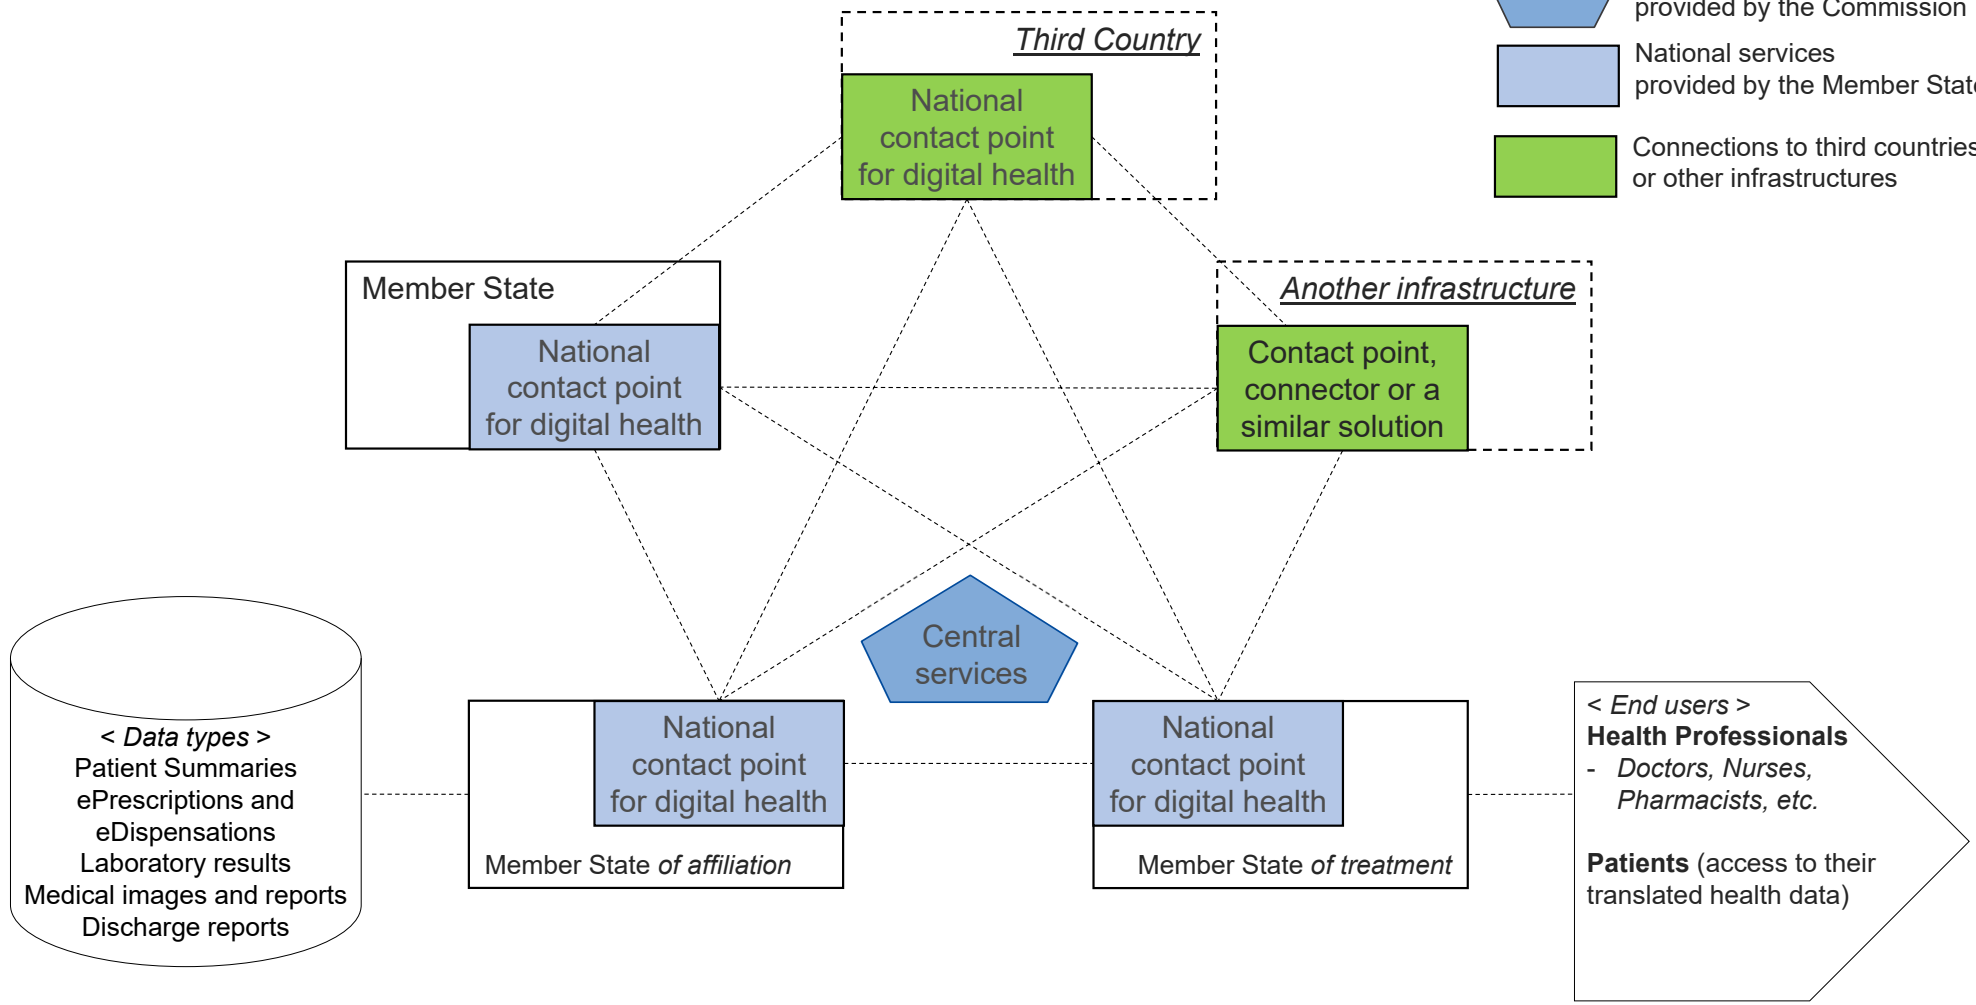 provided by the Commission
National services
provided by the Member State
Connections to third countries
or other infrastructures
Third Country
National
contact point
for digital health
Member State
National
contact point
for digital health
Another infrastructure
Contact point,
connector or a
similar solution
Central
services
National
contact point
for digital health
Member State of affiliation
National
contact point
for digital health
Member State of treatment
< Data types >
Patient Summaries
ePrescriptions and
eDispensations
Laboratory results
Medical images and reports
Discharge reports
< End users >
Health Professionals
- Doctors, Nurses,
Pharmacists, etc.
Patients (access to their
translated health data)